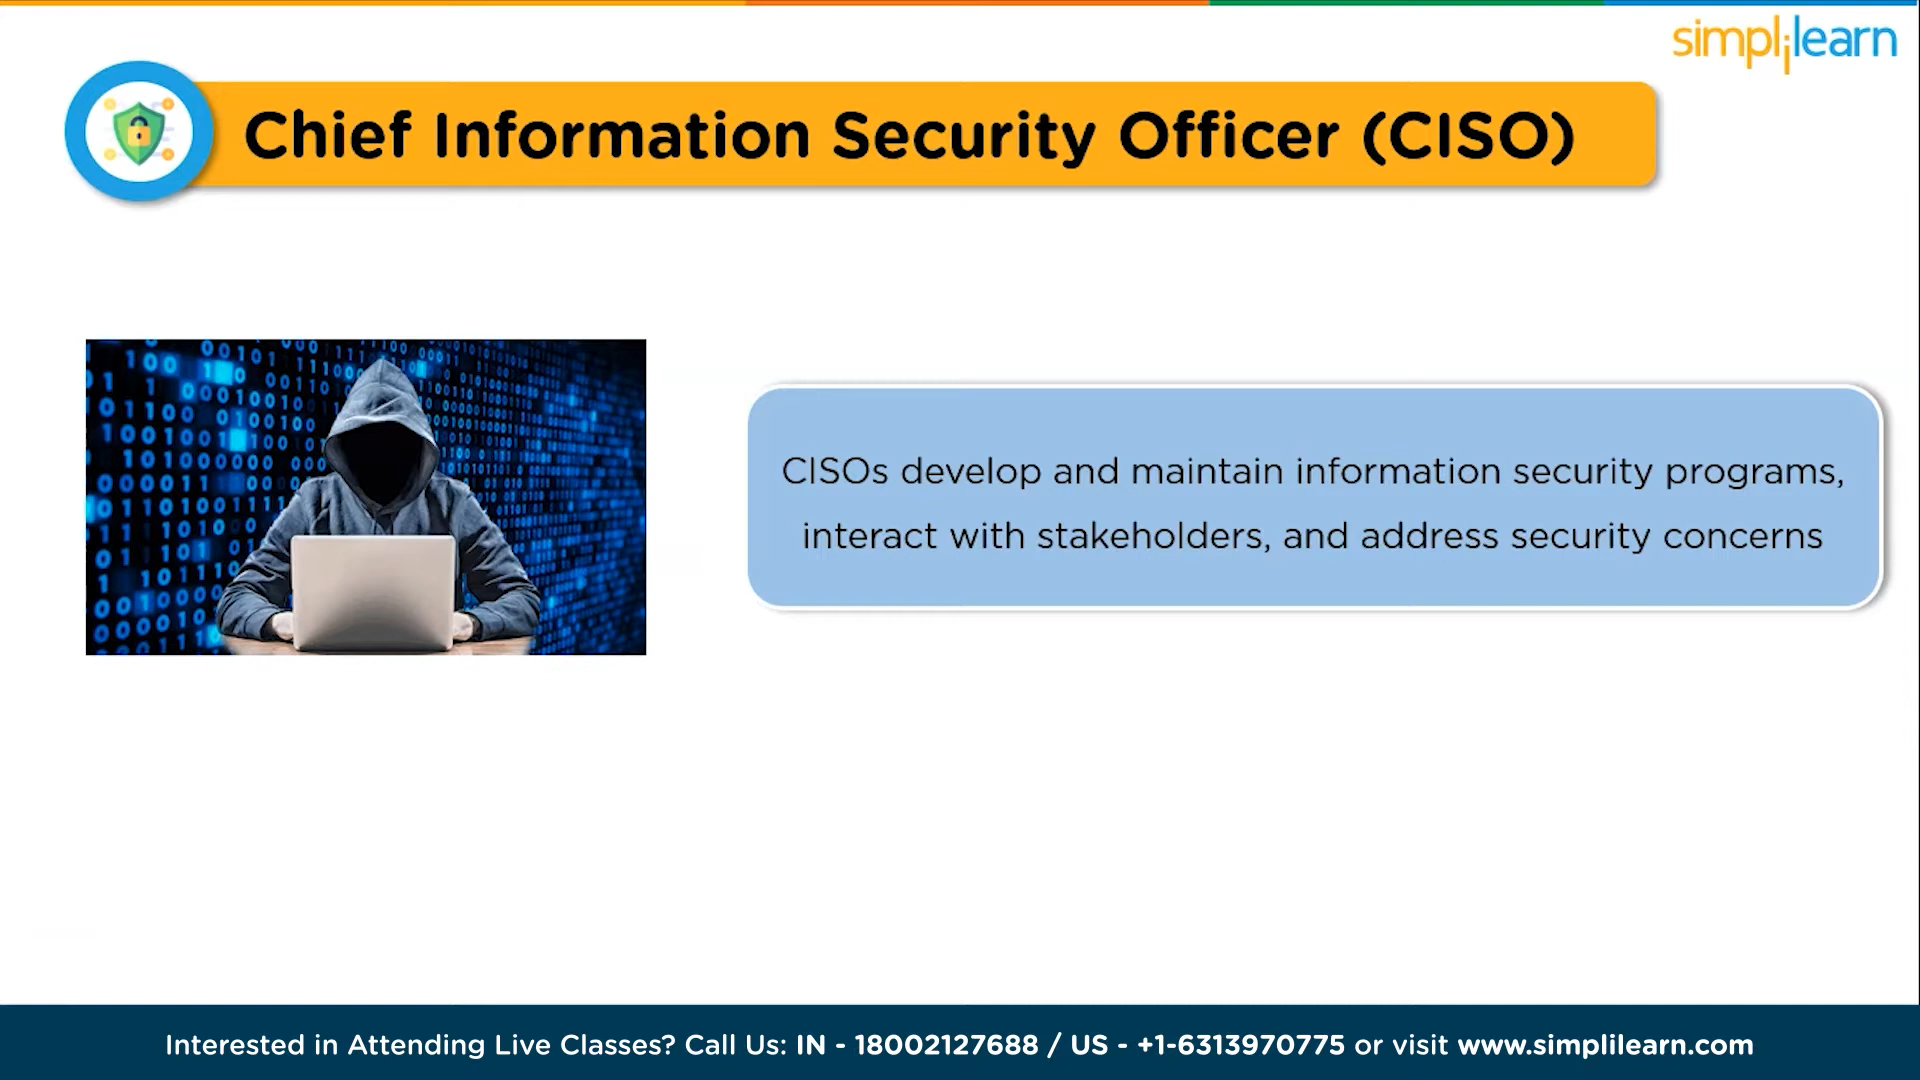 simplilearn
Chief Information Security Officer (CISO)
CISOs develop and maintain information security programs,
interact with stakeholders, and address security concerns
Interested in Attending Live Classes? Call Us: IN - 18002127688 / US - +1-6313970775 or visit www.simplilearn.com